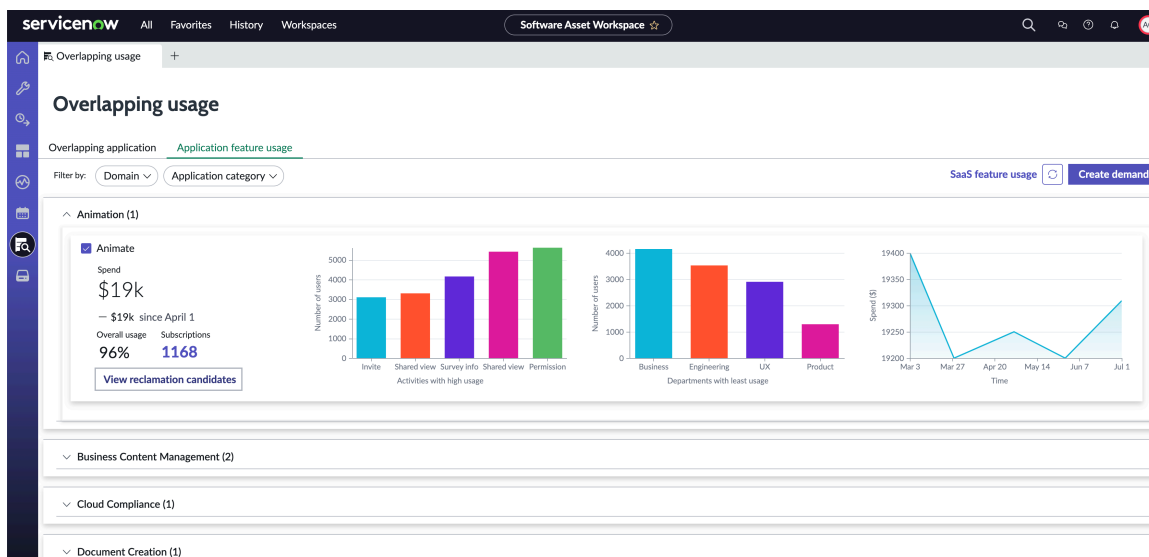 servicenow All Favorites History Workspaces Software Asset Workspace
Overlapping usage
Overlapping usage
Overlapping application Application feature usage
Filter by: Domain Application category SaaS feature usage Create demand
Animation (1)
Animate
Spend
$19k
— $19k since April 1
Overall usage Subscriptions
96% 1168
View reclamation candidates
Number of users
5000
4000
3000
2000
1000
0
Invite Shared view Survey info Shared view Permission
Activities with high usage
Number of users
4000
3000
2000
1000
0
Business Engineering UX Product
Departments with least usage
Spend ($)
19400
19350
19300
19250
19200
Mar 3 Mar 27 Apr 20 May 14 Jun 7 Jul 1
Time
Business Content Management (2)
Cloud Compliance (1)
Document Creation (1)